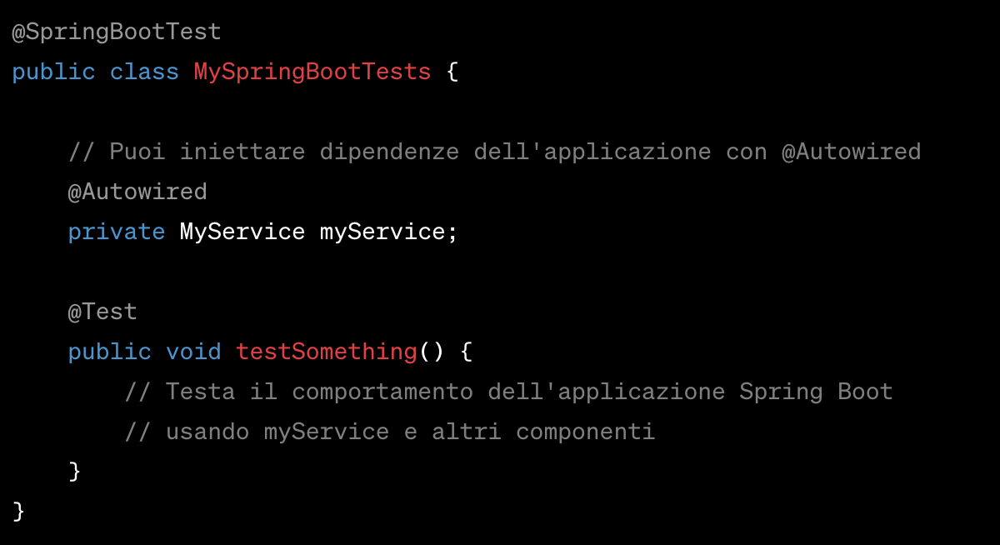 @SpringBootTest
public class MySpringBootTests {
// Puoi iniettare dipendenze dell'applicazione con @Autowired
@Autowired
private MyService myService;
@Test
public void testSomething() {
// Testa il comportamento dell'applicazione Spring Boot
// usando myService e altri componenti
}
}